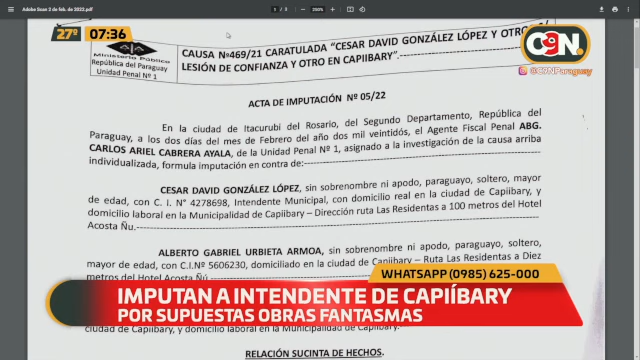 Adobe Scan 2 de feb. de 2022.pdf
1 / 3
27º
07:36
C9N
@C9NParaguay
Ministerio Público
República del Paraguay
Unidad Penal Nº 1
CAUSA Nº469/21 CARATULADA "CESAR DAVID GONZÁLEZ LÓPEZ Y OTRO
LESIÓN DE CONFIANZA Y OTRO EN CAPIIBARY".
ACTA DE IMPUTACIÓN Nº 05/22
En la ciudad de Itacurubi del Rosario, del Segundo Departamento, República del
Paraguay, a los dos días del mes de Febrero del año dos mil veintidós, el Agente Fiscal Penal ABG.
CARLOS ARIEL CABRERA AYALA, de la Unidad Penal Nº 1, asignado a la investigación de la causa arriba
individualizada, formula imputación en contra de:
CESAR DAVID GONZÁLEZ LÓPEZ, sin sobrenombre ni apodo, paraguayo, soltero, mayor
de edad, con C. I. N° 4278698, Intendente Municipal, con domicilio real en la ciudad de Capiibary, y
domicilio laboral en la Municipalidad de Capiibary – Dirección ruta Las Residentas a 100 metros del Hotel
Acosta Ñu.
ALBERTO GABRIEL URBIETA ARMOA, sin sobrenombre ni apodo, paraguayo, soltero,
mayor de edad, con C.I.Nº 5606230, domiciliado en la ciudad de Capiibary – Ruta Las Residentas a Diez
metros del Hotel Acosta Ñú
WHATSAPP (0985) 625-000
IMPUTAN A INTENDENTE DE CAPIÍBARY
POR SUPUESTAS OBRAS FANTASMAS
ciudad de Capiibary, y domicilio laboral en la Municipalidad de Capiibary.
RELACIÓN SUCINTA DE HECHOS.